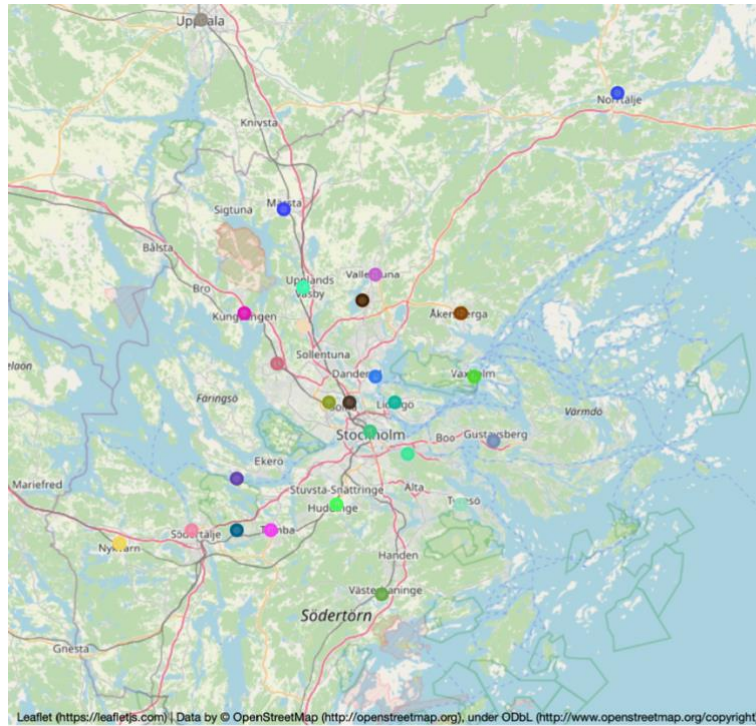 Uppsala
Norrtälje
Knivsta
Märsta
Sigtuna
Bålsta
Vallentuna
Upplands
Väsby
Bro
Kungsängen
Åkersberga
Sollentuna
Danderyd
Vaxholm
Färingsö
Solna
Lidingö
Värmdö
Stockholm
Boo
Gustavsberg
Ekerö
Mariefred
Stuvsta-Snättringe
Älta
Tyresö
Huddinge
Södertälje
Tumba
Nykvarn
Handen
Västerhaninge
Södertörn
Gnesta
Leaflet (https://leafletjs.com) | Data by © OpenStreetMap (http://openstreetmap.org), under ODbL (http://www.openstreetmap.org/copyright